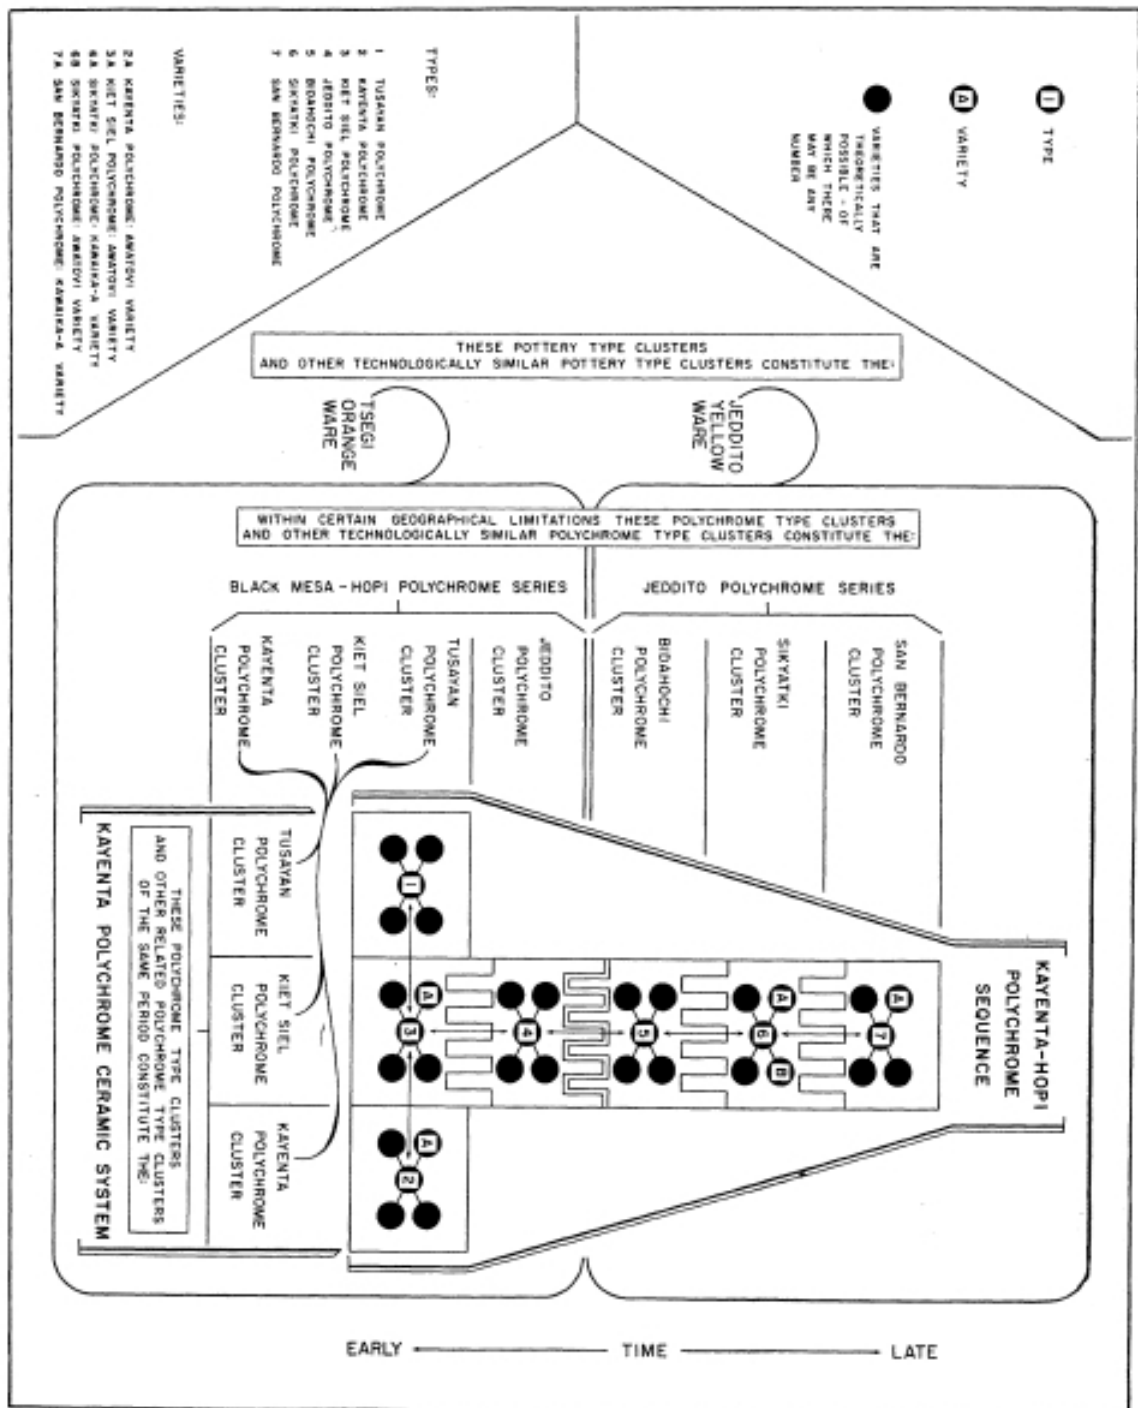 TYPES:
1 TUSAYAN POLYCHROME
2 KAYENTA POLYCHROME
3 KIET SIEL POLYCHROME
4 JEDDITO POLYCHROME
5 BIDAHOCHI POLYCHROME
6 SIKYATKI POLYCHROME
7 SAN BERNARDO POLYCHROME
VARIETIES:
2A KAYENTA POLYCHROME: AWATOVI VARIETY
3A KIET SIEL POLYCHROME: AWATOVI VARIETY
6A SIKYATKI POLYCHROME: KAWAIKA-A VARIETY
6B SIKYATKI POLYCHROME: AWATOVI VARIETY
7A SAN BERNARDO POLYCHROME: KAWAIKA-A VARIETY
1 TYPE
A VARIETY
VARIETIES THAT ARE
THEORETICALLY
POSSIBLE - OF
WHICH THERE
MAY BE ANY
NUMBER
THESE POTTERY TYPE CLUSTERS
AND OTHER TECHNOLOGICALLY SIMILAR POTTERY TYPE CLUSTERS CONSTITUTE THE:
TSEGI
ORANGE
WARE
JEDDITO
YELLOW
WARE
WITHIN CERTAIN GEOGRAPHICAL LIMITATIONS THESE POLYCHROME TYPE CLUSTERS
AND OTHER TECHNOLOGICALLY SIMILAR POLYCHROME TYPE CLUSTERS CONSTITUTE THE:
BLACK MESA - HOPI POLYCHROME SERIES
JEDDITO POLYCHROME SERIES
KAYENTA
POLYCHROME
CLUSTER
KIET SIEL
POLYCHROME
CLUSTER
TUSAYAN
POLYCHROME
CLUSTER
JEDDITO
POLYCHROME
CLUSTER
BIDAHOCHI
POLYCHROME
CLUSTER
SIKYATKI
POLYCHROME
CLUSTER
SAN BERNARDO
POLYCHROME
CLUSTER
KAYENTA POLYCHROME CERAMIC SYSTEM
THESE POLYCHROME TYPE CLUSTERS
AND OTHER RELATED POLYCHROME TYPE CLUSTERS
OF THE SAME PERIOD CONSTITUTE THE:
TUSAYAN
POLYCHROME
CLUSTER
KIET SIEL
POLYCHROME
CLUSTER
KAYENTA
POLYCHROME
CLUSTER
1
A
3
4
5
A
6
B
A
7
A
2
KAYENTA-HOPI
POLYCHROME
SEQUENCE
EARLY TIME LATE